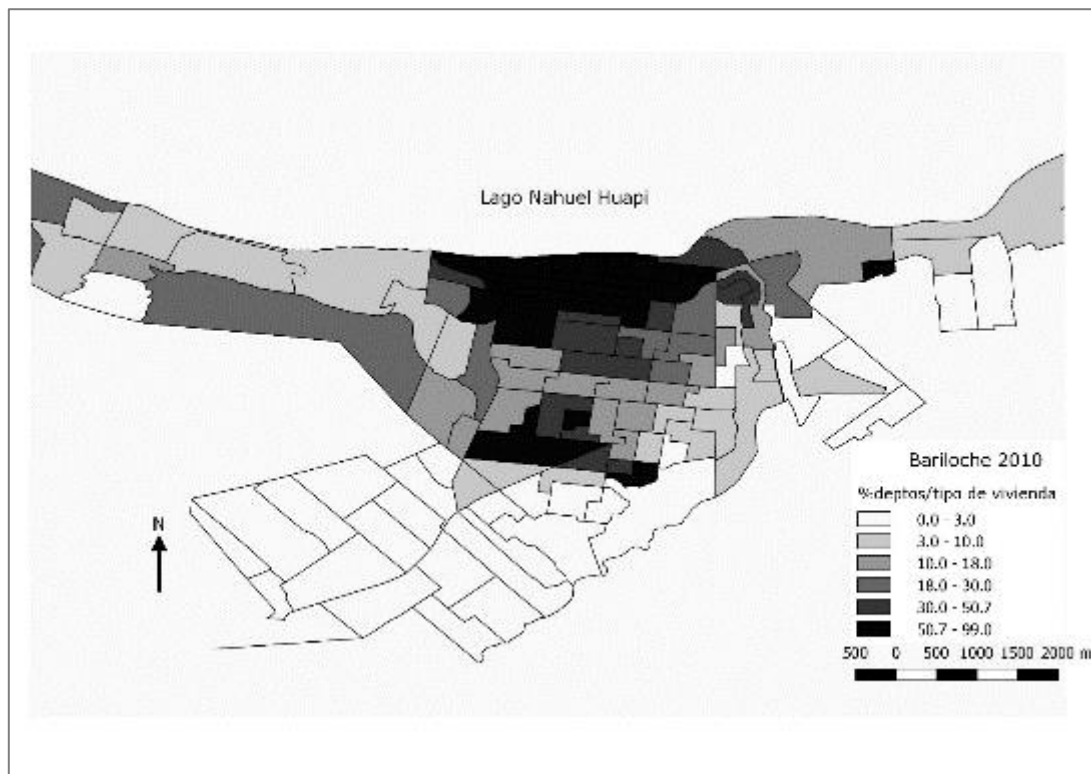 Lago Nahuel Huapi
N
Bariloche 2010
%deptos/tipo de vivienda
0.0 - 3.0
3.0 - 10.0
10.0 - 18.0
18.0 - 30.0
30.0 - 50.7
50.7 - 99.0
500 0 500 1000 1500 2000 m